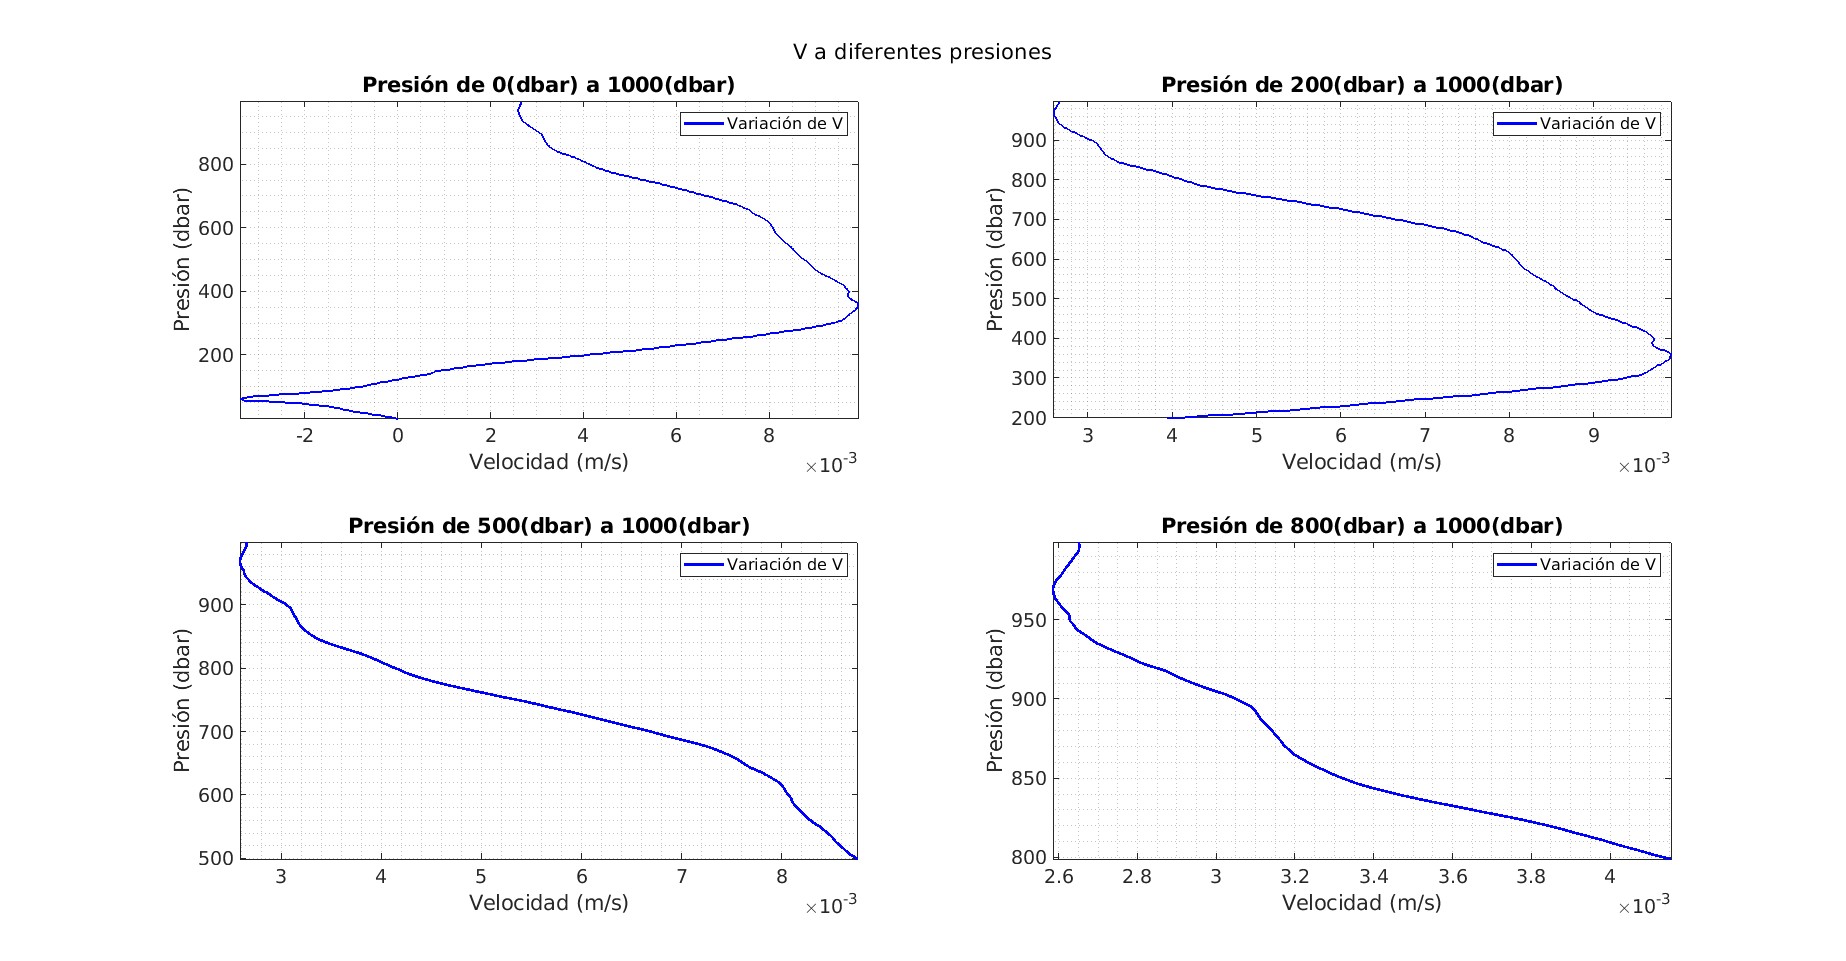 V a diferentes presiones
Presión de 0(dbar) a 1000(dbar)
Variación de V
Presión (dbar)
800
600
400
200
-2 0 2 4 6 8
Velocidad (m/s)
×10-3
Presión de 200(dbar) a 1000(dbar)
Variación de V
Presión (dbar)
900
800
700
600
500
400
300
200
3 4 5 6 7 8 9
Velocidad (m/s)
×10-3
Presión de 500(dbar) a 1000(dbar)
Variación de V
Presión (dbar)
900
800
700
600
500
3 4 5 6 7 8
Velocidad (m/s)
×10-3
Presión de 800(dbar) a 1000(dbar)
Variación de V
Presión (dbar)
950
900
850
800
2.6 2.8 3 3.2 3.4 3.6 3.8 4
Velocidad (m/s)
×10-3